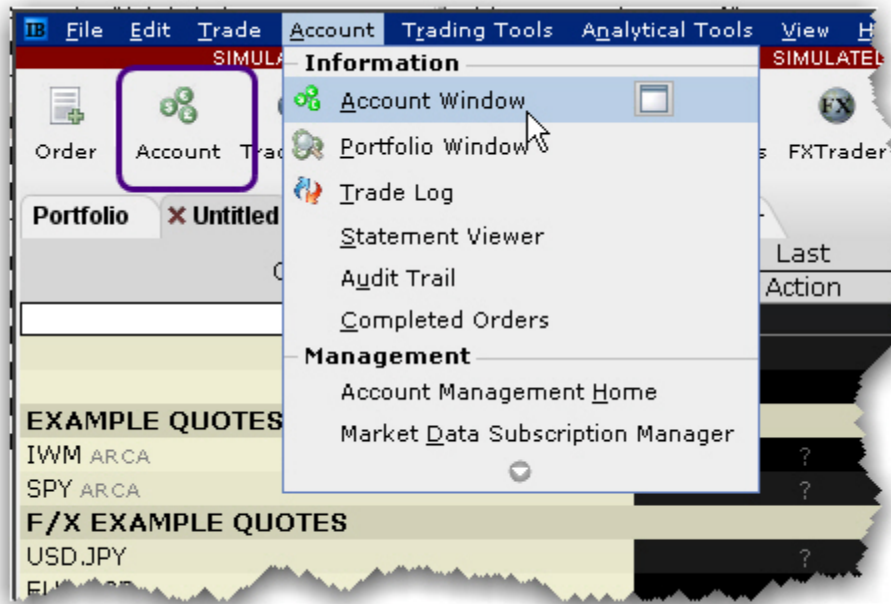 IB File Edit Trade Account Trading Tools Analytical Tools View
Information
Account Window
Portfolio Window
Trade Log
Statement Viewer
Audit Trail
Completed Orders
Management
Account Management Home
Market Data Subscription Manager
Order Account FXTrader
Portfolio Untitled
Last
Action
EXAMPLE QUOTES
IWM ARCA ?
SPY ARCA ?
F/X EXAMPLE QUOTES
USD.JPY ?